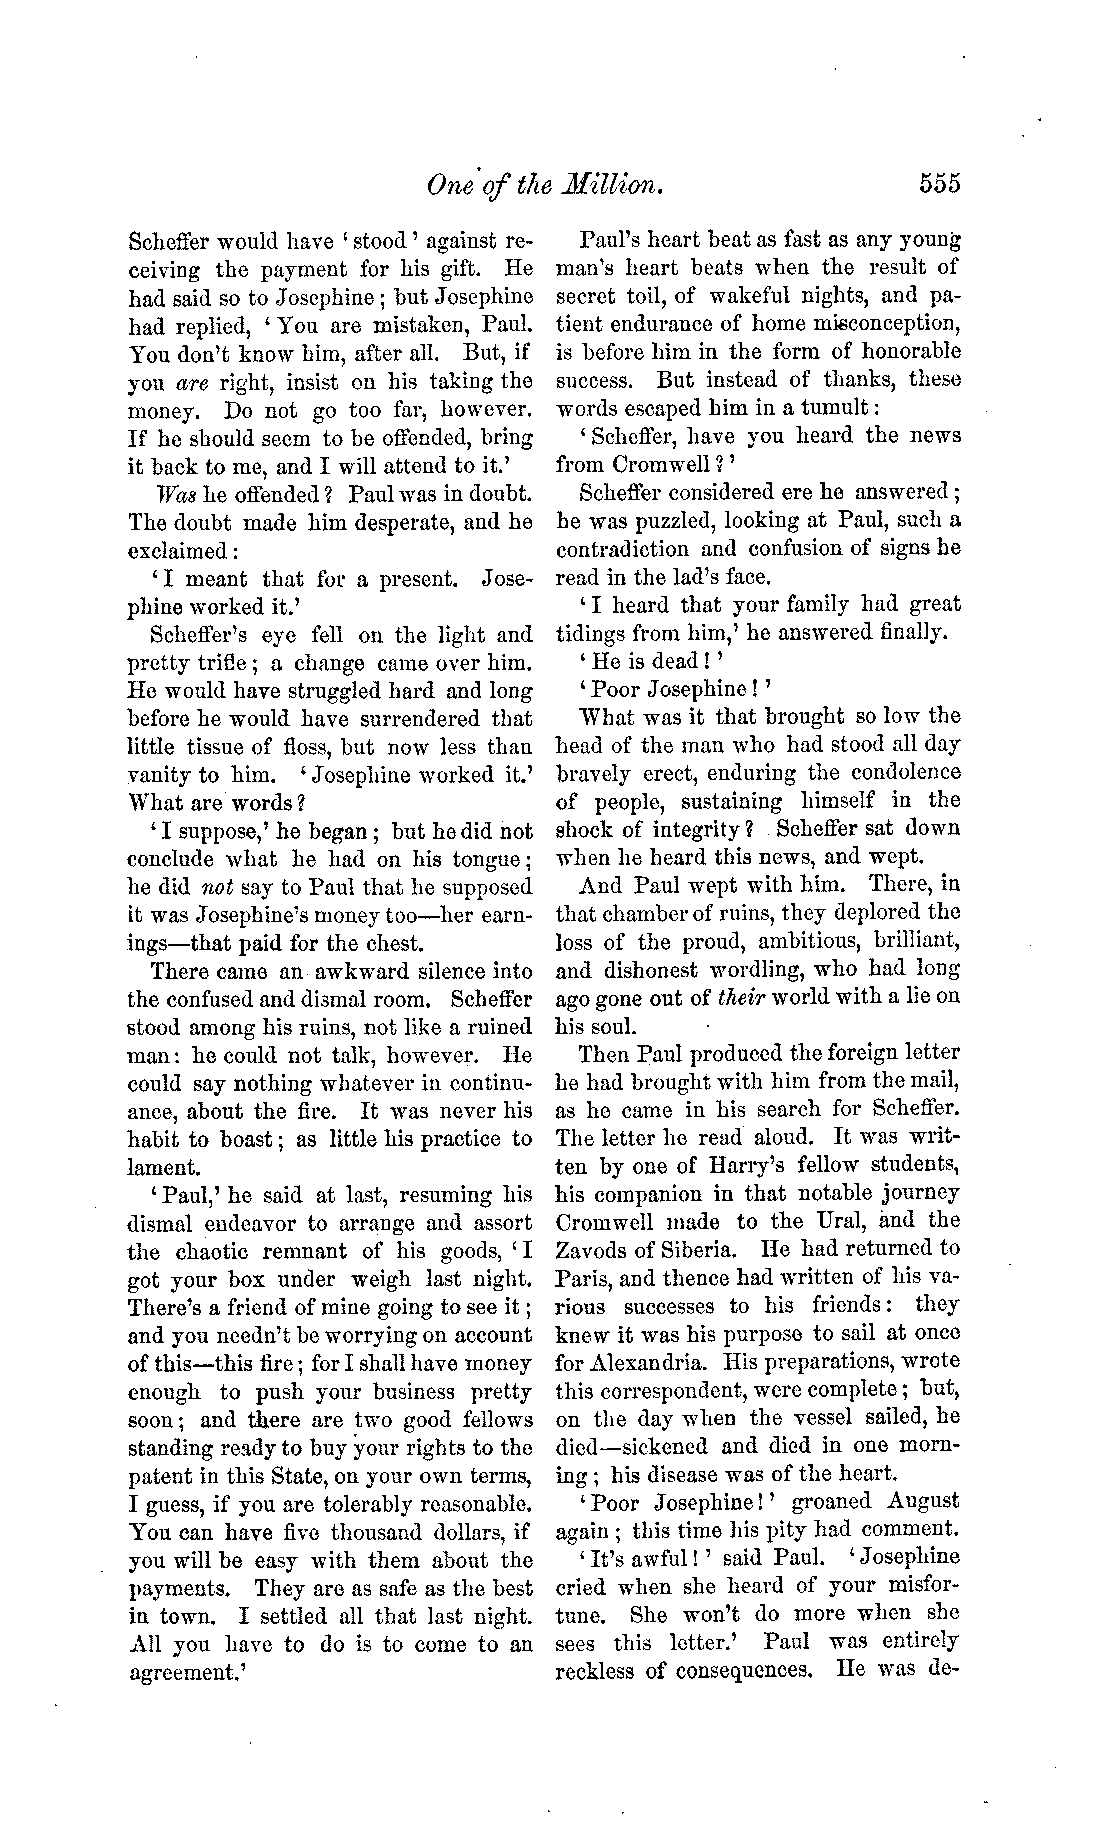 One of the Million. 555
Scheffer would have ‘stood’ against re-
ceiving the payment for his gift. He
had said so to Josephine; but Josephine
had replied, ‘You are mistaken, Paul.
You don't know him, after all. But, if
you are right, insist on his taking the
money. Do not go too far, however.
If he should seem to be offended, bring
it back to me, and I will attend to it.’
Was he offended? Paul was in doubt.
The doubt made him desperate, and he
exclaimed:
‘I meant that for a present. Jose-
phine worked it.’
Scheffer's eye fell on the light and
pretty trifle; a change came over him.
He would have struggled hard and long
before he would have surrendered that
little tissue of floss, but now less than
vanity to him. ‘Josephine worked it.’
What are words?
‘I suppose,’ he began; but he did not
conclude what he had on his tongue;
he did not say to Paul that he supposed
it was Josephine's money too—her earn-
ings—that paid for the chest.
There came an awkward silence into
the confused and dismal room. Scheffer
stood among his ruins, not like a ruined
man: he could not talk, however. He
could say nothing whatever in continu-
ance, about the fire. It was never his
habit to boast; as little his practice to
lament.
‘Paul,’ he said at last, resuming his
dismal endeavor to arrange and assort
the chaotic remnant of his goods, ‘I
got your box under weigh last night.
There's a friend of mine going to see it;
and you needn't be worrying on account
of this—this fire; for I shall have money
enough to push your business pretty
soon; and there are two good fellows
standing ready to buy your rights to the
patent in this State, on your own terms,
I guess, if you are tolerably reasonable.
You can have five thousand dollars, if
you will be easy with them about the
payments. They are as safe as the best
in town. I settled all that last night.
All you have to do is to come to an
agreement.’
Paul's heart beat as fast as any young
man's heart beats when the result of
secret toil, of wakeful nights, and pa-
tient endurance of home misconception,
is before him in the form of honorable
success. But instead of thanks, these
words escaped him in a tumult:
‘Scheffer, have you heard the news
from Cromwell?’
Scheffer considered ere he answered;
he was puzzled, looking at Paul, such a
contradiction and confusion of signs he
read in the lad's face.
‘I heard that your family had great
tidings from him,’ he answered finally.
‘He is dead!’
‘Poor Josephine!’
What was it that brought so low the
head of the man who had stood all day
bravely erect, enduring the condolence
of people, sustaining himself in the
shock of integrity? Scheffer sat down
when he heard this news, and wept.
And Paul wept with him. There, in
that chamber of ruins, they deplored the
loss of the proud, ambitious, brilliant,
and dishonest wordling, who had long
ago gone out of their world with a lie on
his soul.
Then Paul produced the foreign letter
he had brought with him from the mail,
as he came in his search for Scheffer.
The letter he read aloud. It was writ-
ten by one of Harry's fellow students,
his companion in that notable journey
Cromwell made to the Ural, and the
Zavods of Siberia. He had returned to
Paris, and thence had written of his va-
rious successes to his friends: they
knew it was his purpose to sail at once
for Alexandria. His preparations, wrote
this correspondent, were complete; but,
on the day when the vessel sailed, he
died—sickened and died in one morn-
ing; his disease was of the heart.
‘Poor Josephine!’ groaned August
again; this time his pity had comment.
‘It's awful!’ said Paul. ‘Josephine
cried when she heard of your misfor-
tune. She won't do more when she
sees this letter.’ Paul was entirely
reckless of consequences. He was de-